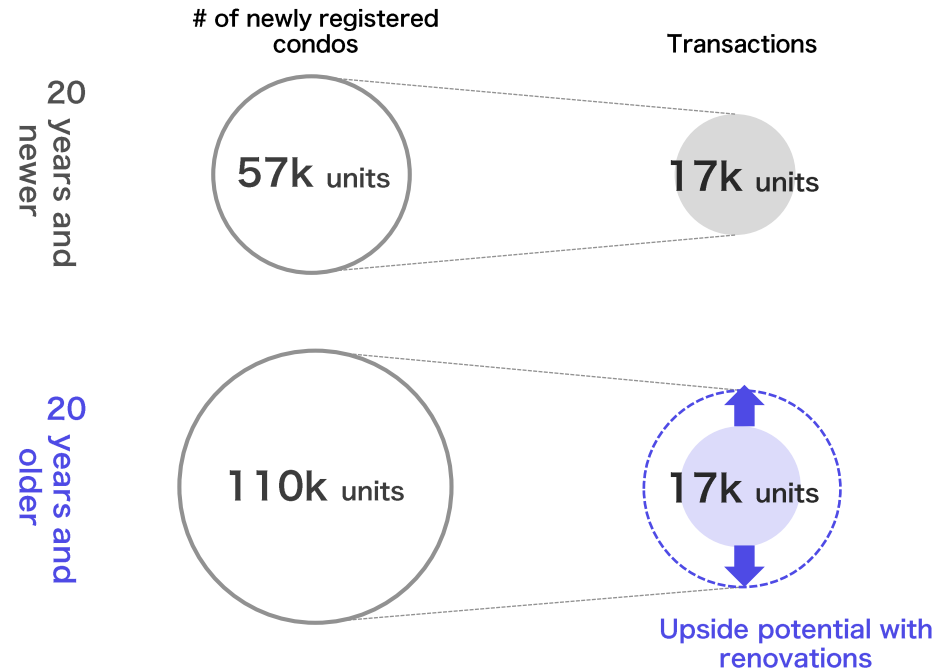 # of newly registered
condos
Transactions
20
years and
newer
57k units
17k units
20
years and
older
110k units
17k units
Upside potential with
renovations